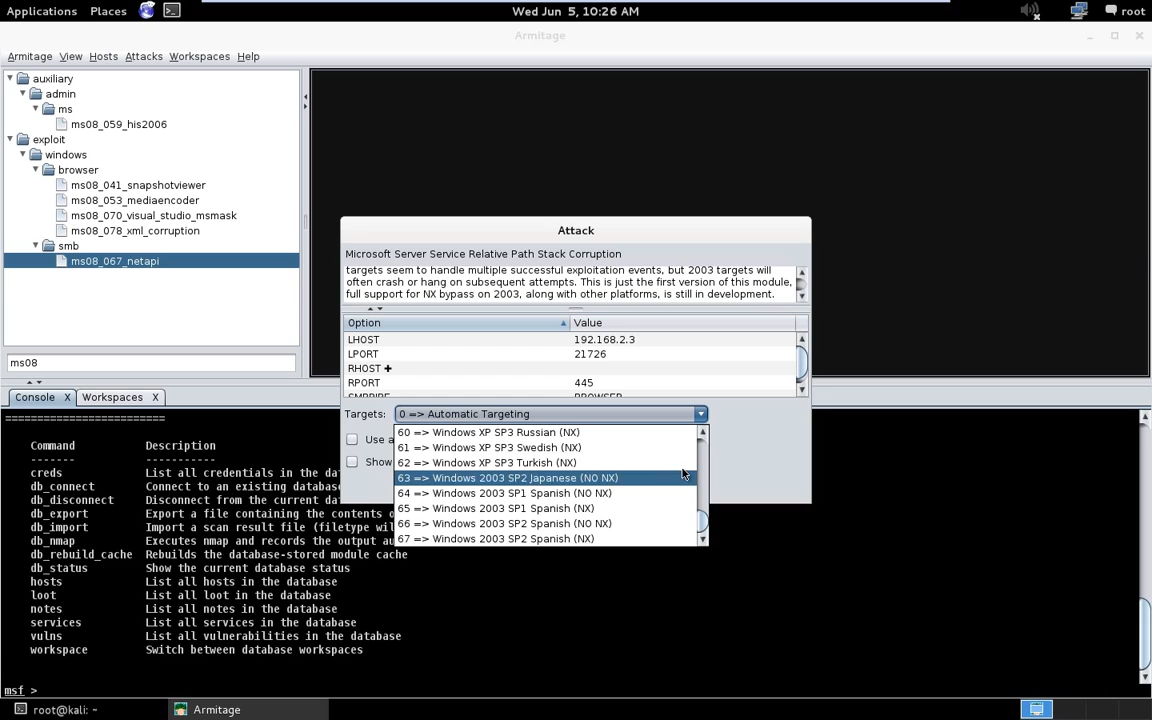 Applications Places Wed Jun 5, 10:26 AM root
Armitage
Armitage View Hosts Attacks Workspaces Help
auxiliary
admin
ms
ms08_059_his2006
exploit
windows
browser
ms08_041_snapshotviewer
ms08_053_mediaencoder
ms08_070_visual_studio_msmask
ms08_078_xml_corruption
smb
ms08_067_netapi
ms08
Attack
Microsoft Server Service Relative Path Stack Corruption
targets seem to handle multiple successful exploitation events, but 2003 targets will
often crash or hang on subsequent attempts. This is just the first version of this module,
full support for NX bypass on 2003, along with other platforms, is still in development.
Option Value
LHOST 192.168.2.3
LPORT 21726
RHOST +
RPORT 445
SMBPIPE BROWSER
Targets: 0 => Automatic Targeting
60 => Windows XP SP3 Russian (NX)
61 => Windows XP SP3 Swedish (NX)
62 => Windows XP SP3 Turkish (NX)
63 => Windows 2003 SP2 Japanese (NO NX)
64 => Windows 2003 SP1 Spanish (NO NX)
65 => Windows 2003 SP1 Spanish (NX)
66 => Windows 2003 SP2 Spanish (NO NX)
67 => Windows 2003 SP2 Spanish (NX)
Use a
Show
Console X Workspaces X
=========================
Command Description
------- -----------
creds List all credentials in the da
db_connect Connect to an existing databas
db_disconnect Disconnect from the current dat
db_export Export a file containing the contents o
db_import Import a scan result file (filetype wil
db_nmap Executes nmap and records the output au
db_rebuild_cache Rebuilds the database-stored module cache
db_status Show the current database status
hosts List all hosts in the database
loot List all loot in the database
notes List all notes in the database
services List all services in the database
vulns List all vulnerabilities in the database
workspace Switch between database workspaces
msf >
root@kali: ~ Armitage